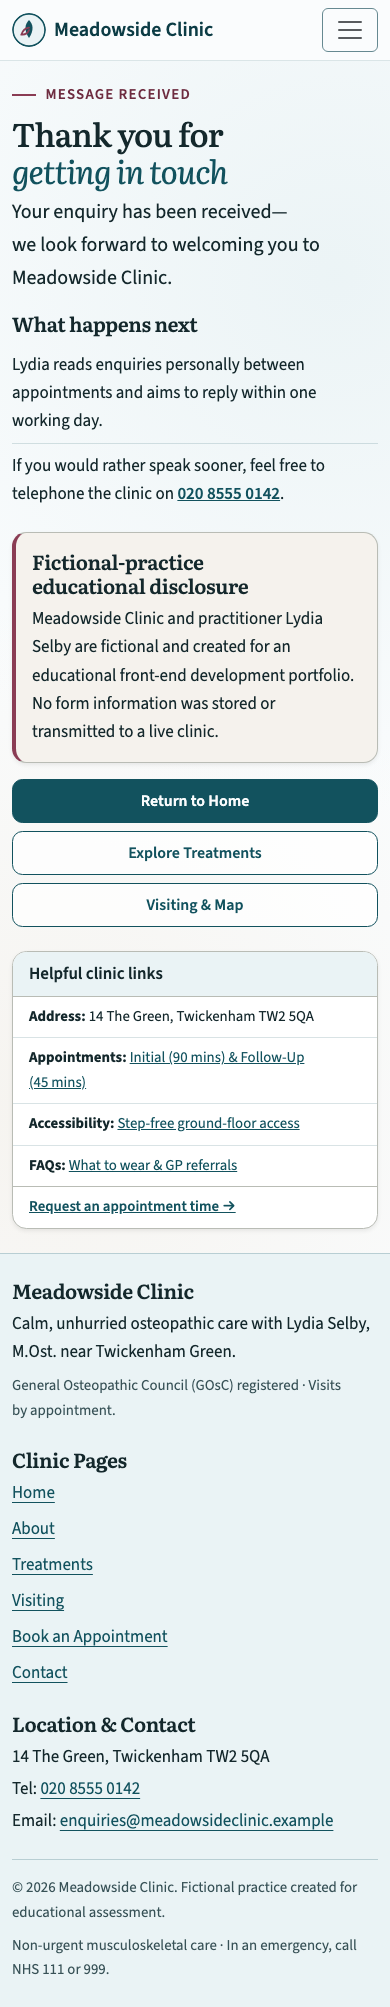 Meadowside Clinic
MESSAGE RECEIVED
Thank you for
getting in touch
Your enquiry has been received—
we look forward to welcoming you to
Meadowside Clinic.
What happens next
Lydia reads enquiries personally between
appointments and aims to reply within one
working day.
If you would rather speak sooner, feel free to
telephone the clinic on 020 8555 0142.
Fictional-practice
educational disclosure
Meadowside Clinic and practitioner Lydia
Selby are fictional and created for an
educational front-end development portfolio.
No form information was stored or
transmitted to a live clinic.
Return to Home
Explore Treatments
Visiting & Map
Helpful clinic links
Address: 14 The Green, Twickenham TW2 5QA
Appointments: Initial (90 mins) & Follow-Up
(45 mins)
Accessibility: Step-free ground-floor access
FAQs: What to wear & GP referrals
Request an appointment time →
Meadowside Clinic
Calm, unhurried osteopathic care with Lydia Selby,
M.Ost. near Twickenham Green.
General Osteopathic Council (GOsC) registered · Visits
by appointment.
Clinic Pages
Home
About
Treatments
Visiting
Book an Appointment
Contact
Location & Contact
14 The Green, Twickenham TW2 5QA
Tel: 020 8555 0142
Email: enquiries@meadowsideclinic.example
© 2026 Meadowside Clinic. Fictional practice created for
educational assessment.
Non-urgent musculoskeletal care · In an emergency, call
NHS 111 or 999.